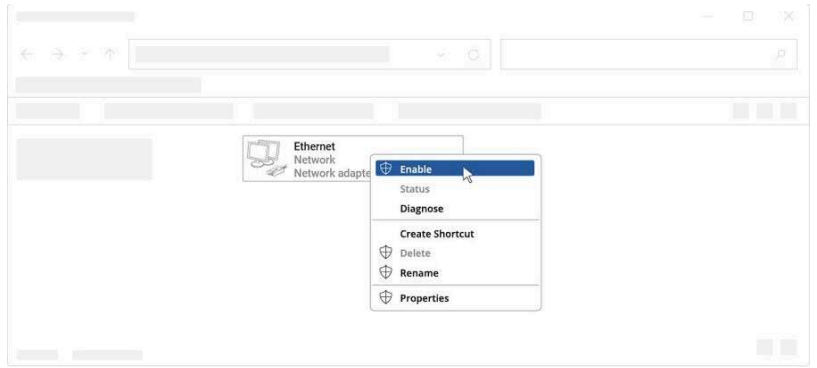 Ethernet
Network
Network adapte
Enable
Status
Diagnose
Create Shortcut
Delete
Rename
Properties